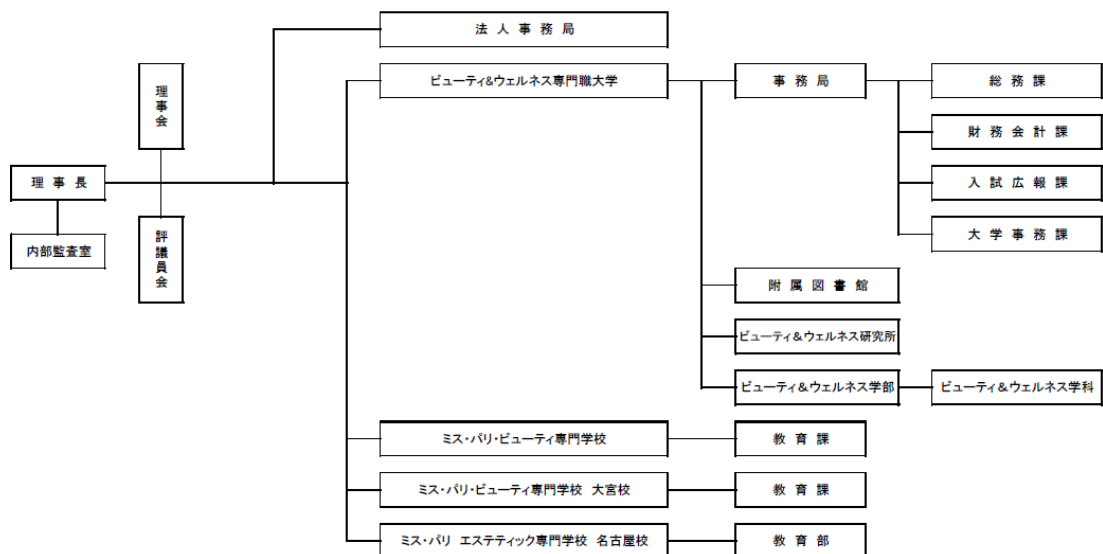 法人事務局
ビューティ&ウェルネス専門職大学
事務局
総務課
理事会
財務会計課
理事長
入試広報課
内部監査室
評議員会
大学事務課
附属図書館
ビューティ&ウェルネス研究所
ビューティ&ウェルネス学部
ビューティ&ウェルネス学科
ミス・パリ・ビューティ専門学校
教育課
ミス・パリ・ビューティ専門学校 大宮校
教育課
ミス・パリ エステティック専門学校 名古屋校
教育部